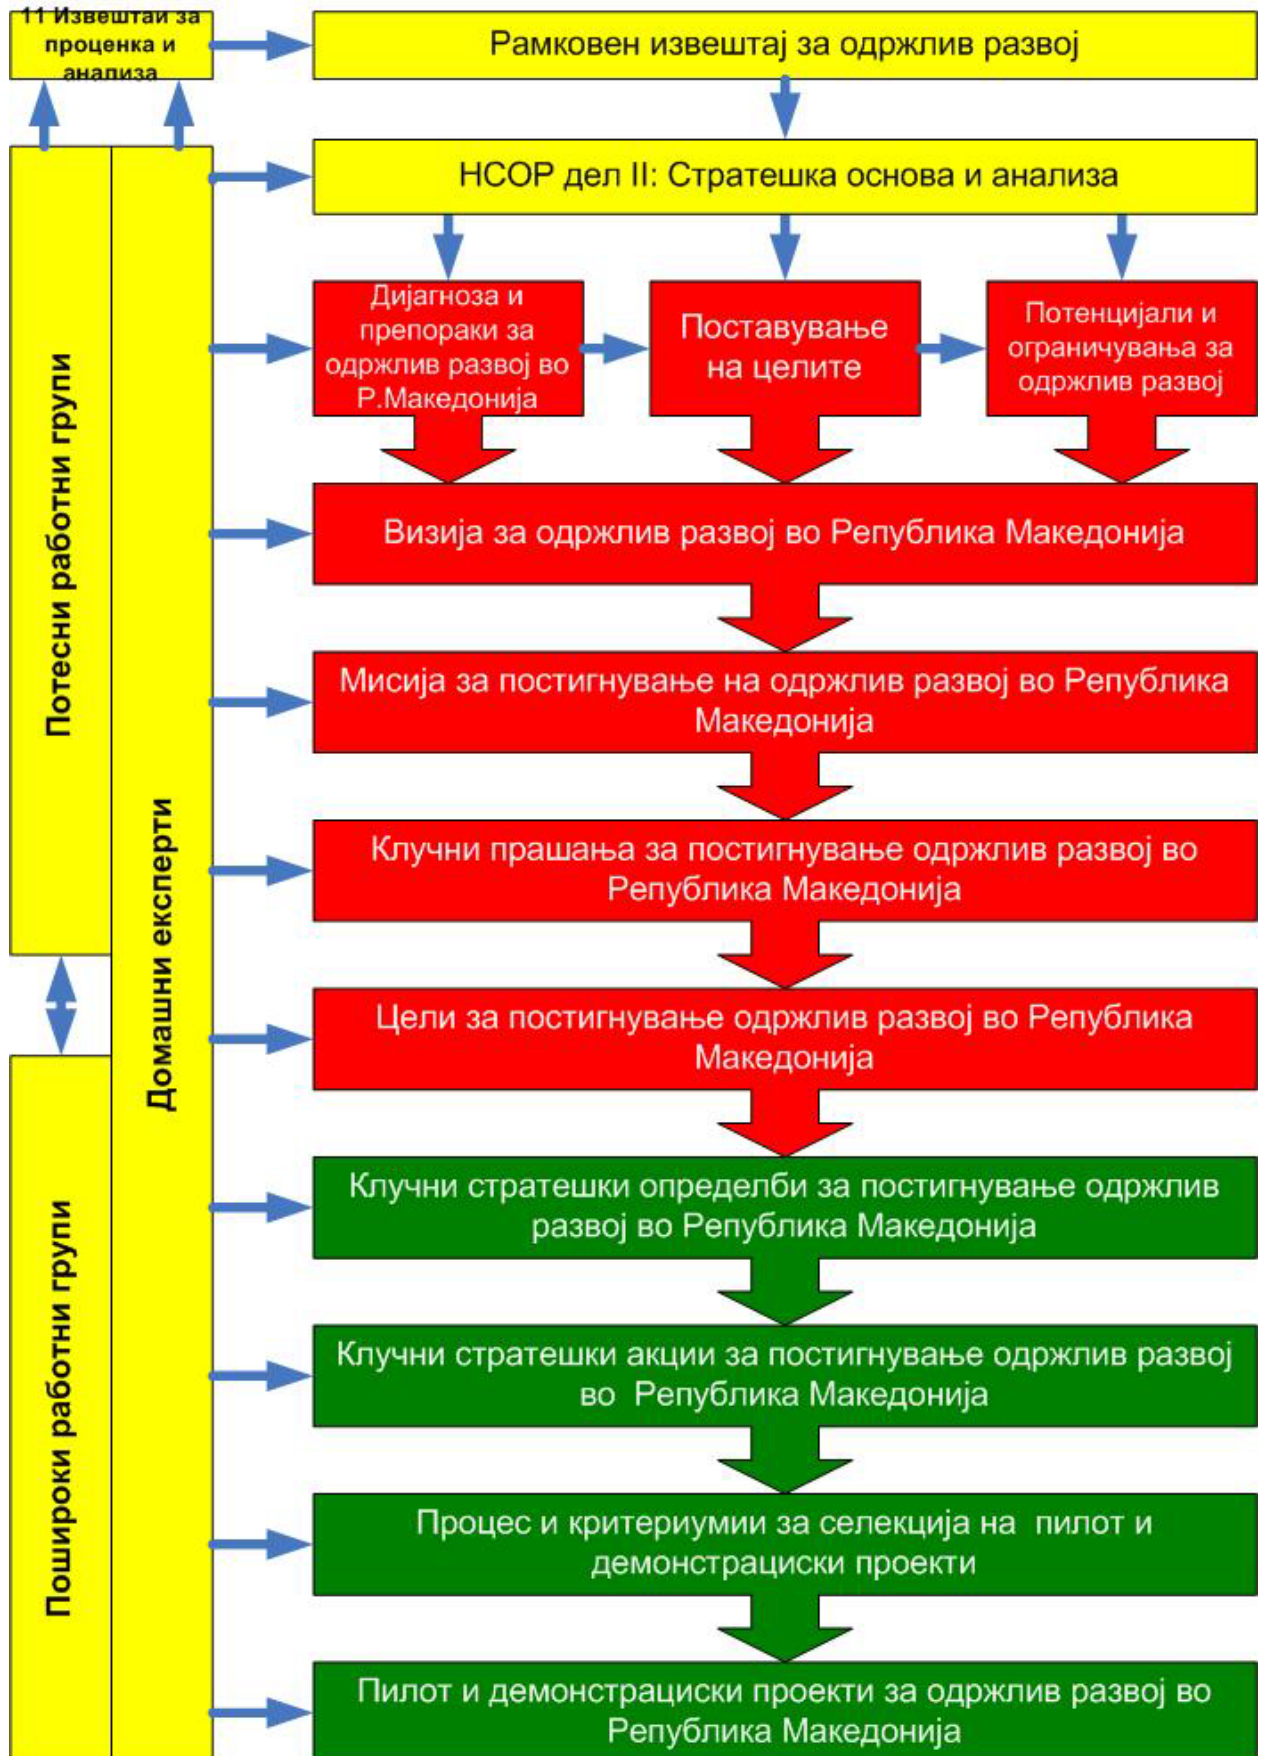 11 Извештаи за
проценка и
анализа
Рамковен извештај за одржлив развој
НСОР дел II: Стратешка основа и анализа
Дијагноза и
препораки за
одржлив развој во
Р.Македонија
Поставување
на целите
Потенцијали и
ограничувања за
одржлив развој
Визија за одржлив развој во Република Македонија
Мисија за постигнување на одржлив развој во Република
Македонија
Клучни прашања за постигнување одржлив развој во
Република Македонија
Цели за постигнување одржлив развој во Република
Македонија
Клучни стратешки определби за постигнување одржлив
развој во Република Македонија
Клучни стратешки акции за постигнување одржлив развој
во Република Македонија
Процес и критериумии за селекција на пилот и
демонстрациски проекти
Пилот и демонстрациски проекти за одржлив развој во
Република Македонија
Потесни работни групи
Домашни експерти
Пошироки работни групи